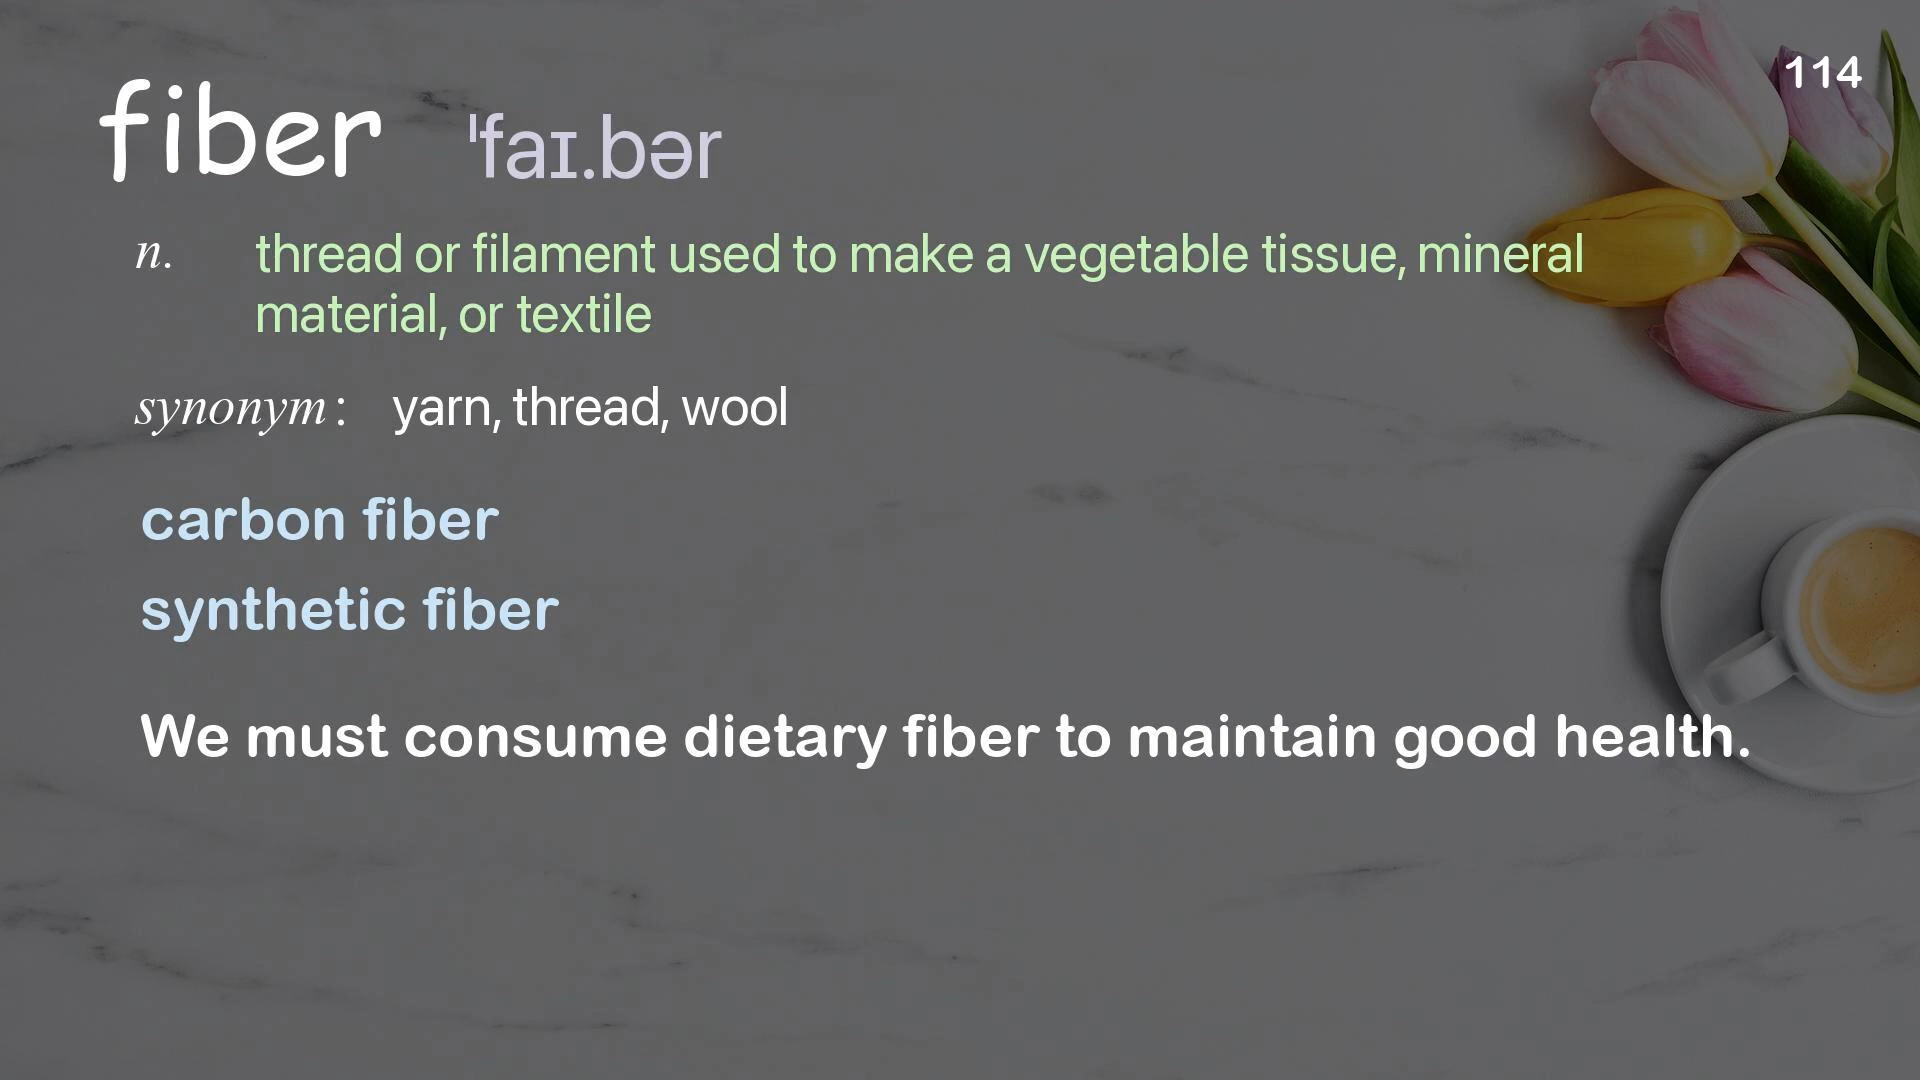 114
fiber ˈfaɪ.bər
n. thread or filament used to make a vegetable tissue, mineral
material, or textile
synonym: yarn, thread, wool
carbon fiber
synthetic fiber
We must consume dietary fiber to maintain good health.